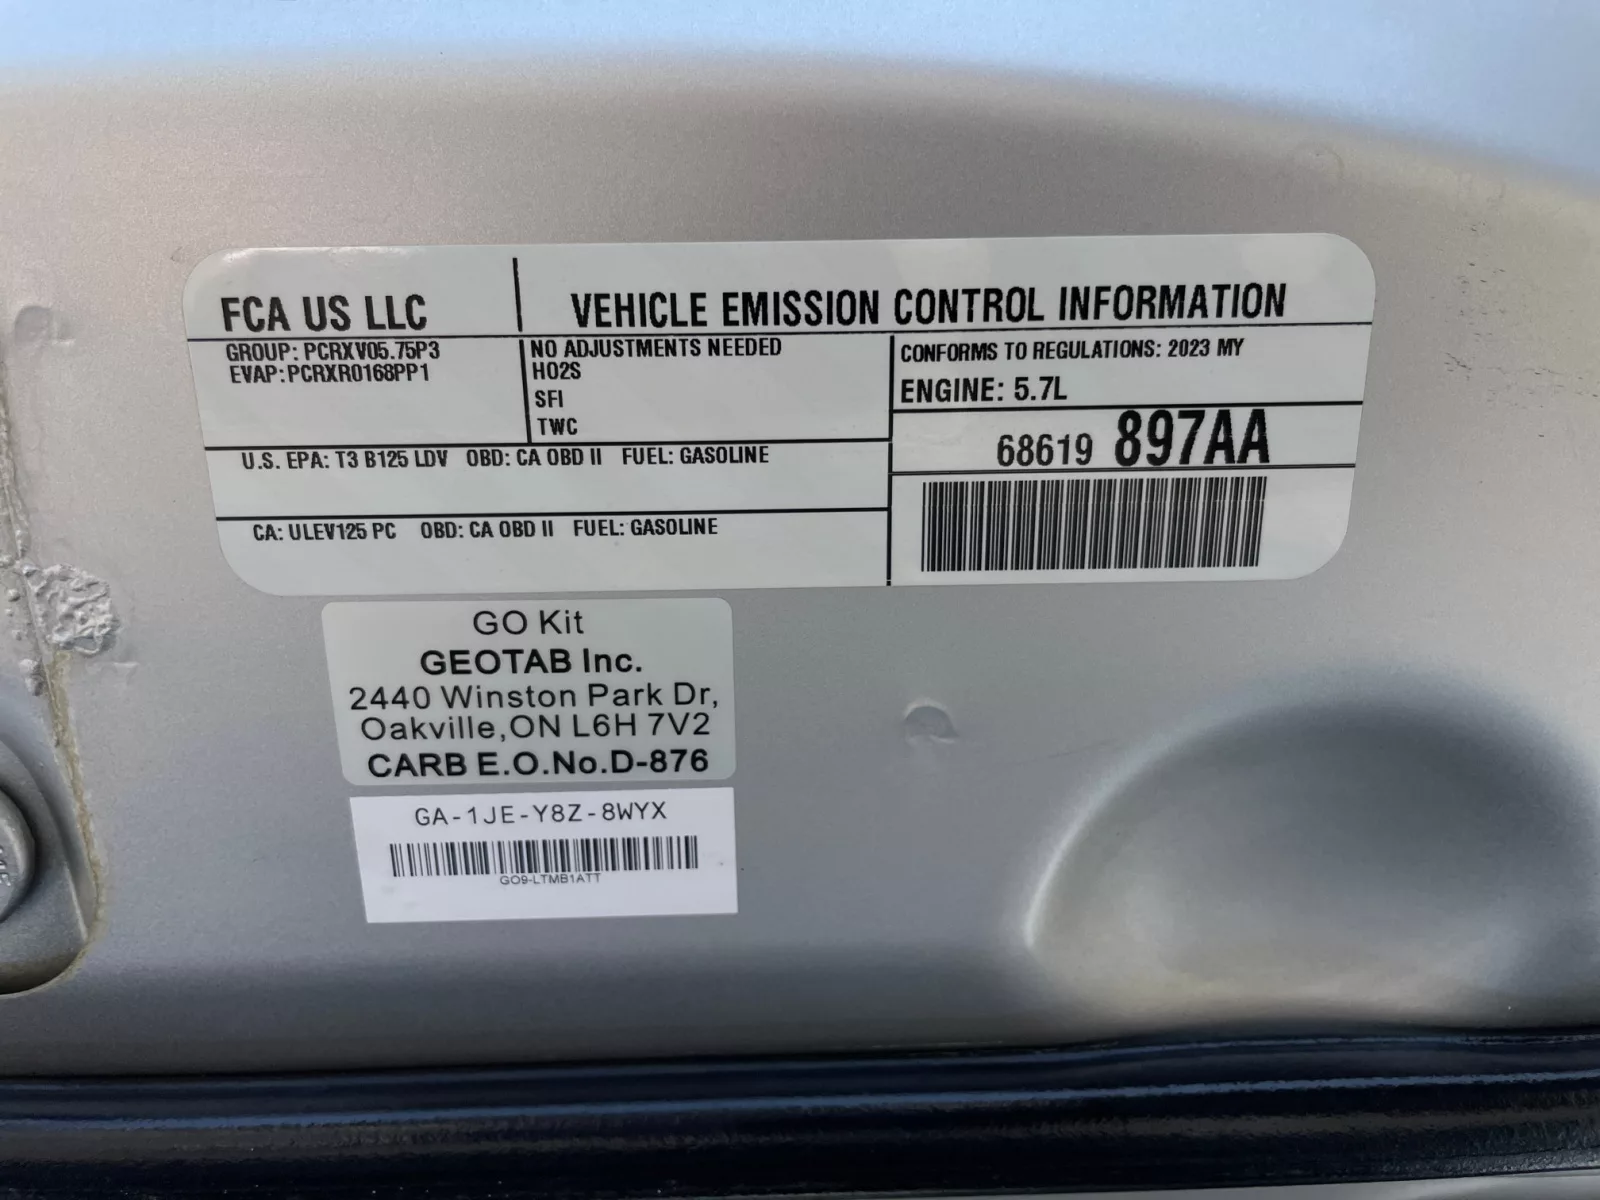 FCA US LLC
VEHICLE EMISSION CONTROL INFORMATION
GROUP: PCRXV05.75P3
EVAP:PCRXR0168PP1
NO ADJUSTMENTS NEEDED
HO2S
SFI
TWC
CONFORMS TO REGULATIONS: 2023 MY
ENGINE: 5.7L
68619 897AA
U.S. EPA: T3 B125 LDV OBD: CA OBD II FUEL: GASOLINE
CA: ULEV125 PC OBD: CA OBD II FUEL: GASOLINE
GO Kit
GEOTAB Inc.
2440 Winston Park Dr,
Oakville,ON L6H 7V2
CARB E.O.No.D-876
GA-1JE-Y8Z-8WYX
GO9-LTMB1ATT